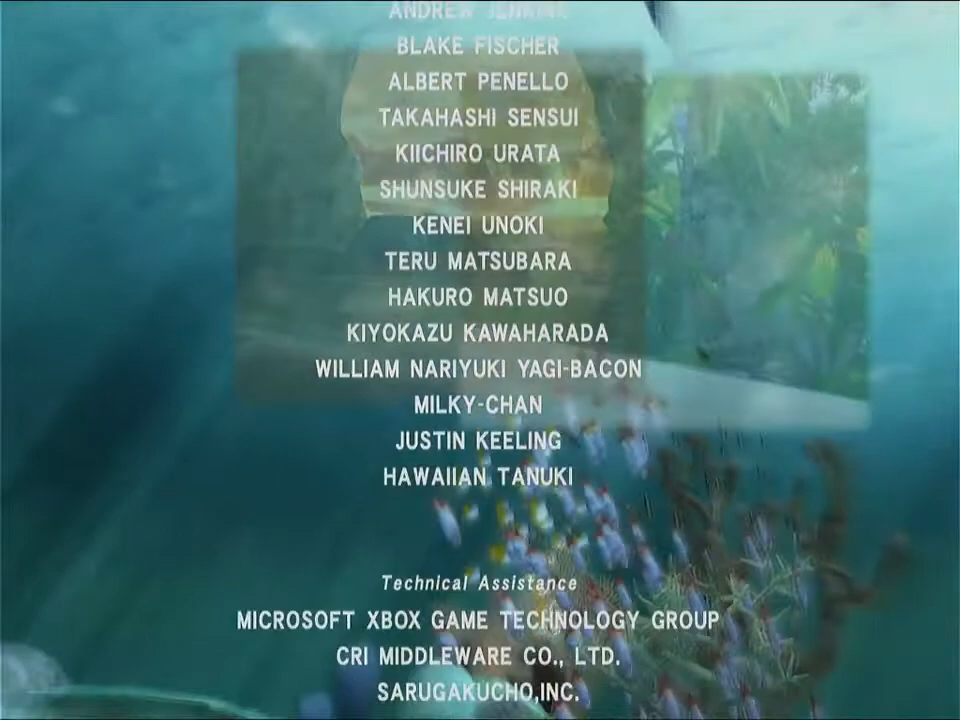 ANDREW
BLAKE FISCHER
ALBERT PENELLO
TAKAHASHI SENSUI
KIICHIRO URATA
SHUNSUKE SHIRAKI
KENEI UNOKI
TERU MATSUBARA
HAKURO MATSUO
KIYOKAZU KAWAHARADA
WILLIAM NARIYUKI YAGI-BACON
MILKY-CHAN
JUSTIN KEELING
HAWAIIAN TANUKI
Technical Assistance
MICROSOFT XBOX GAME TECHNOLOGY GROUP
CRI MIDDLEWARE CO., LTD.
SARUGAKUCHO,INC.